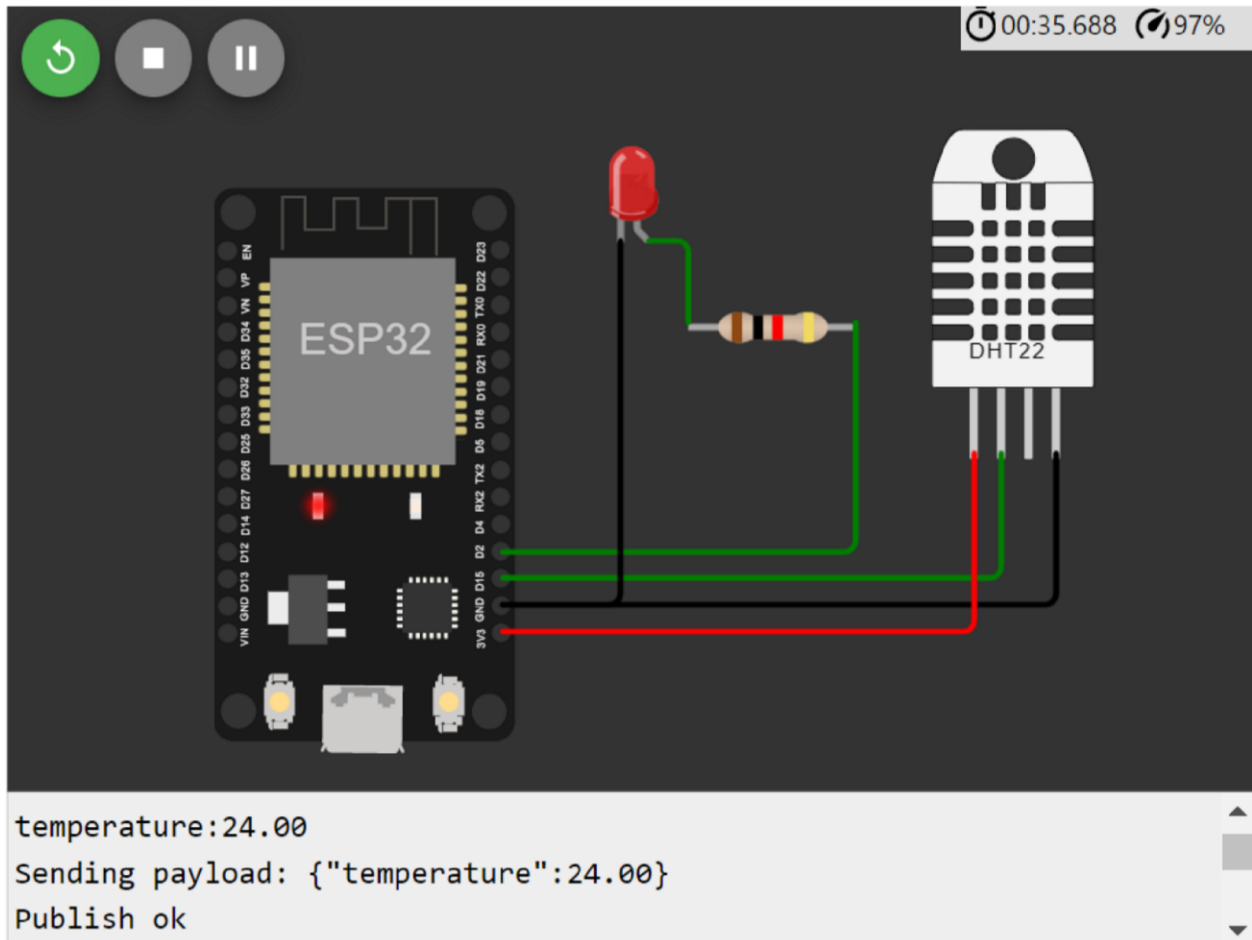 00:35.688 97%
EN
VP
VN
D34
D35
D32
D33
D25
D26
D27
D14
D12
D13
GND
VIN
ESP32
D23
D22
TX0
RX0
D21
D19
D18
D5
TX2
RX2
D4
D2
D15
GND
3V3
DHT22
temperature:24.00
Sending payload: {"temperature":24.00}
Publish ok